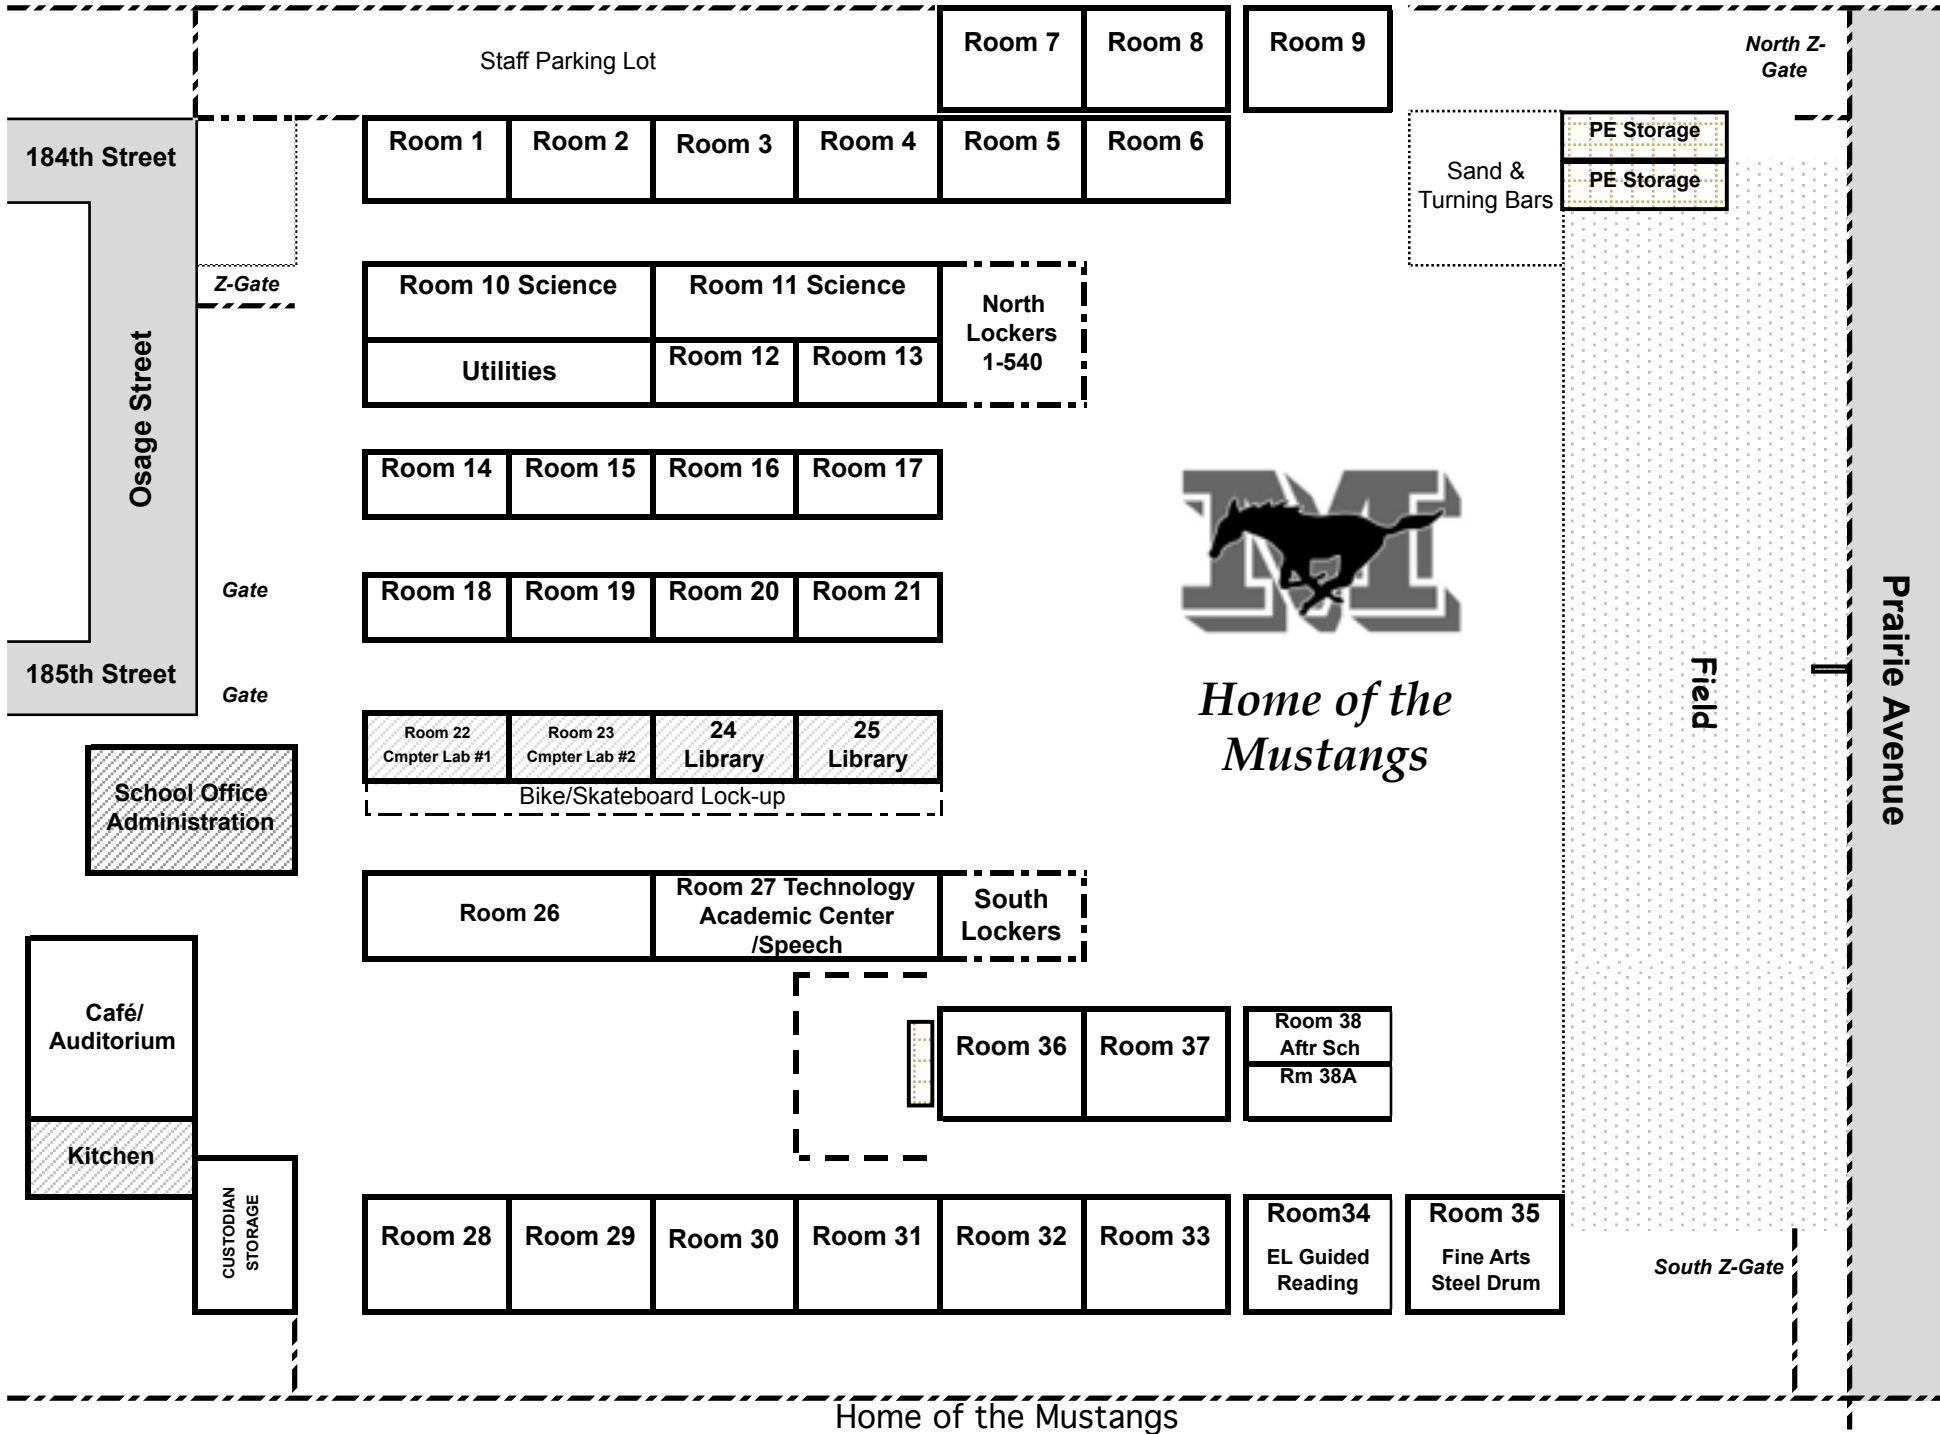 Staff Parking Lot
Room 7
Room 8
Room 9
North Z-
Gate
184th Street
Room 1
Room 2
Room 3
Room 4
Room 5
Room 6
Sand &
Turning Bars
PE Storage
PE Storage
Z-Gate
Room 10 Science
Room 11 Science
North
Lockers
1-540
Utilities
Room 12
Room 13
Osage Street
Room 14
Room 15
Room 16
Room 17
M
Gate
Room 18
Room 19
Room 20
Room 21
185th Street
Gate
Home of the
Mustangs
Field
Prairie Avenue
Room 22
Cmpter Lab #1
Room 23
Cmpter Lab #2
24
Library
25
Library
Bike/Skateboard Lock-up
School Office
Administration
Room 26
Room 27 Technology
Academic Center
/Speech
South
Lockers
Café/
Auditorium
Room 36
Room 37
Room 38
Aftr Sch
Rm 38A
Kitchen
CUSTODIAN
STORAGE
Room 28
Room 29
Room 30
Room 31
Room 32
Room 33
Room34
EL Guided
Reading
Room 35
Fine Arts
Steel Drum
South Z-Gate
Home of the Mustangs